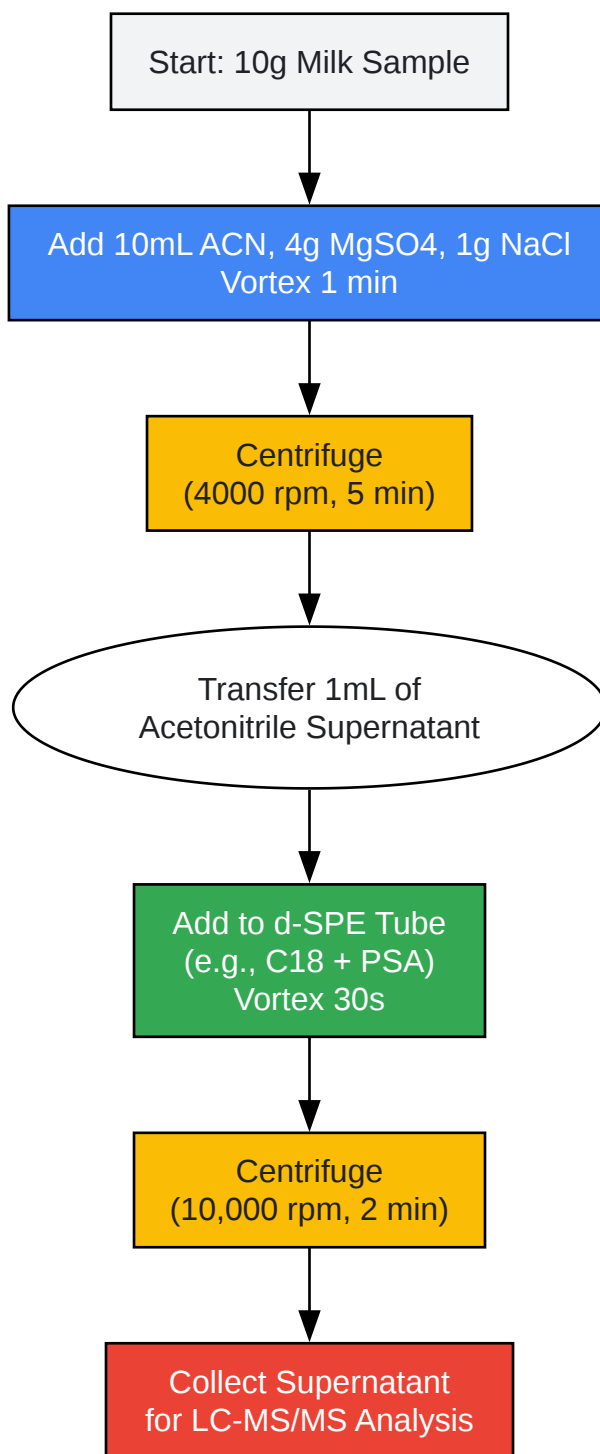 Start: 10g Milk Sample
Add 10mL ACN, 4g MgSO4, 1g NaCl
Vortex 1 min
Centrifuge
(4000 rpm, 5 min)
Transfer 1mL of
Acetonitrile Supernatant
Add to d-SPE Tube
(e.g., C18 + PSA)
Vortex 30s
Centrifuge
(10,000 rpm, 2 min)
Collect Supernatant
for LC-MS/MS Analysis